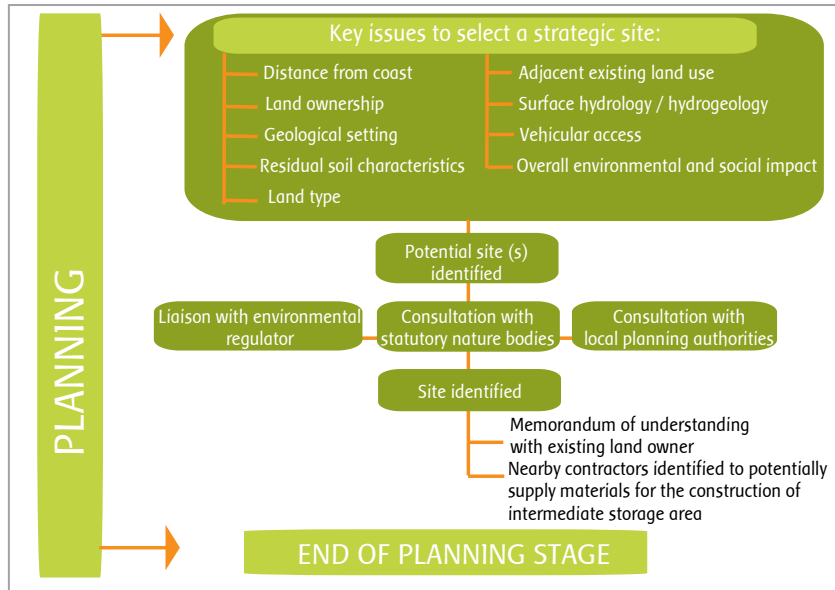 PLANNING
Key issues to select a strategic site:
Distance from coast
Land ownership
Geological setting
Residual soil characteristics
Land type
Adjacent existing land use
Surface hydrology / hydrogeology
Vehicular access
Overall environmental and social impact
Potential site (s)
identified
Liaison with environmental
regulator
Consultation with
statutory nature bodies
Consultation with
local planning authorities
Site identified
Memorandum of understanding
with existing land owner
Nearby contractors identified to potentially
supply materials for the construction of
intermediate storage area
END OF PLANNING STAGE